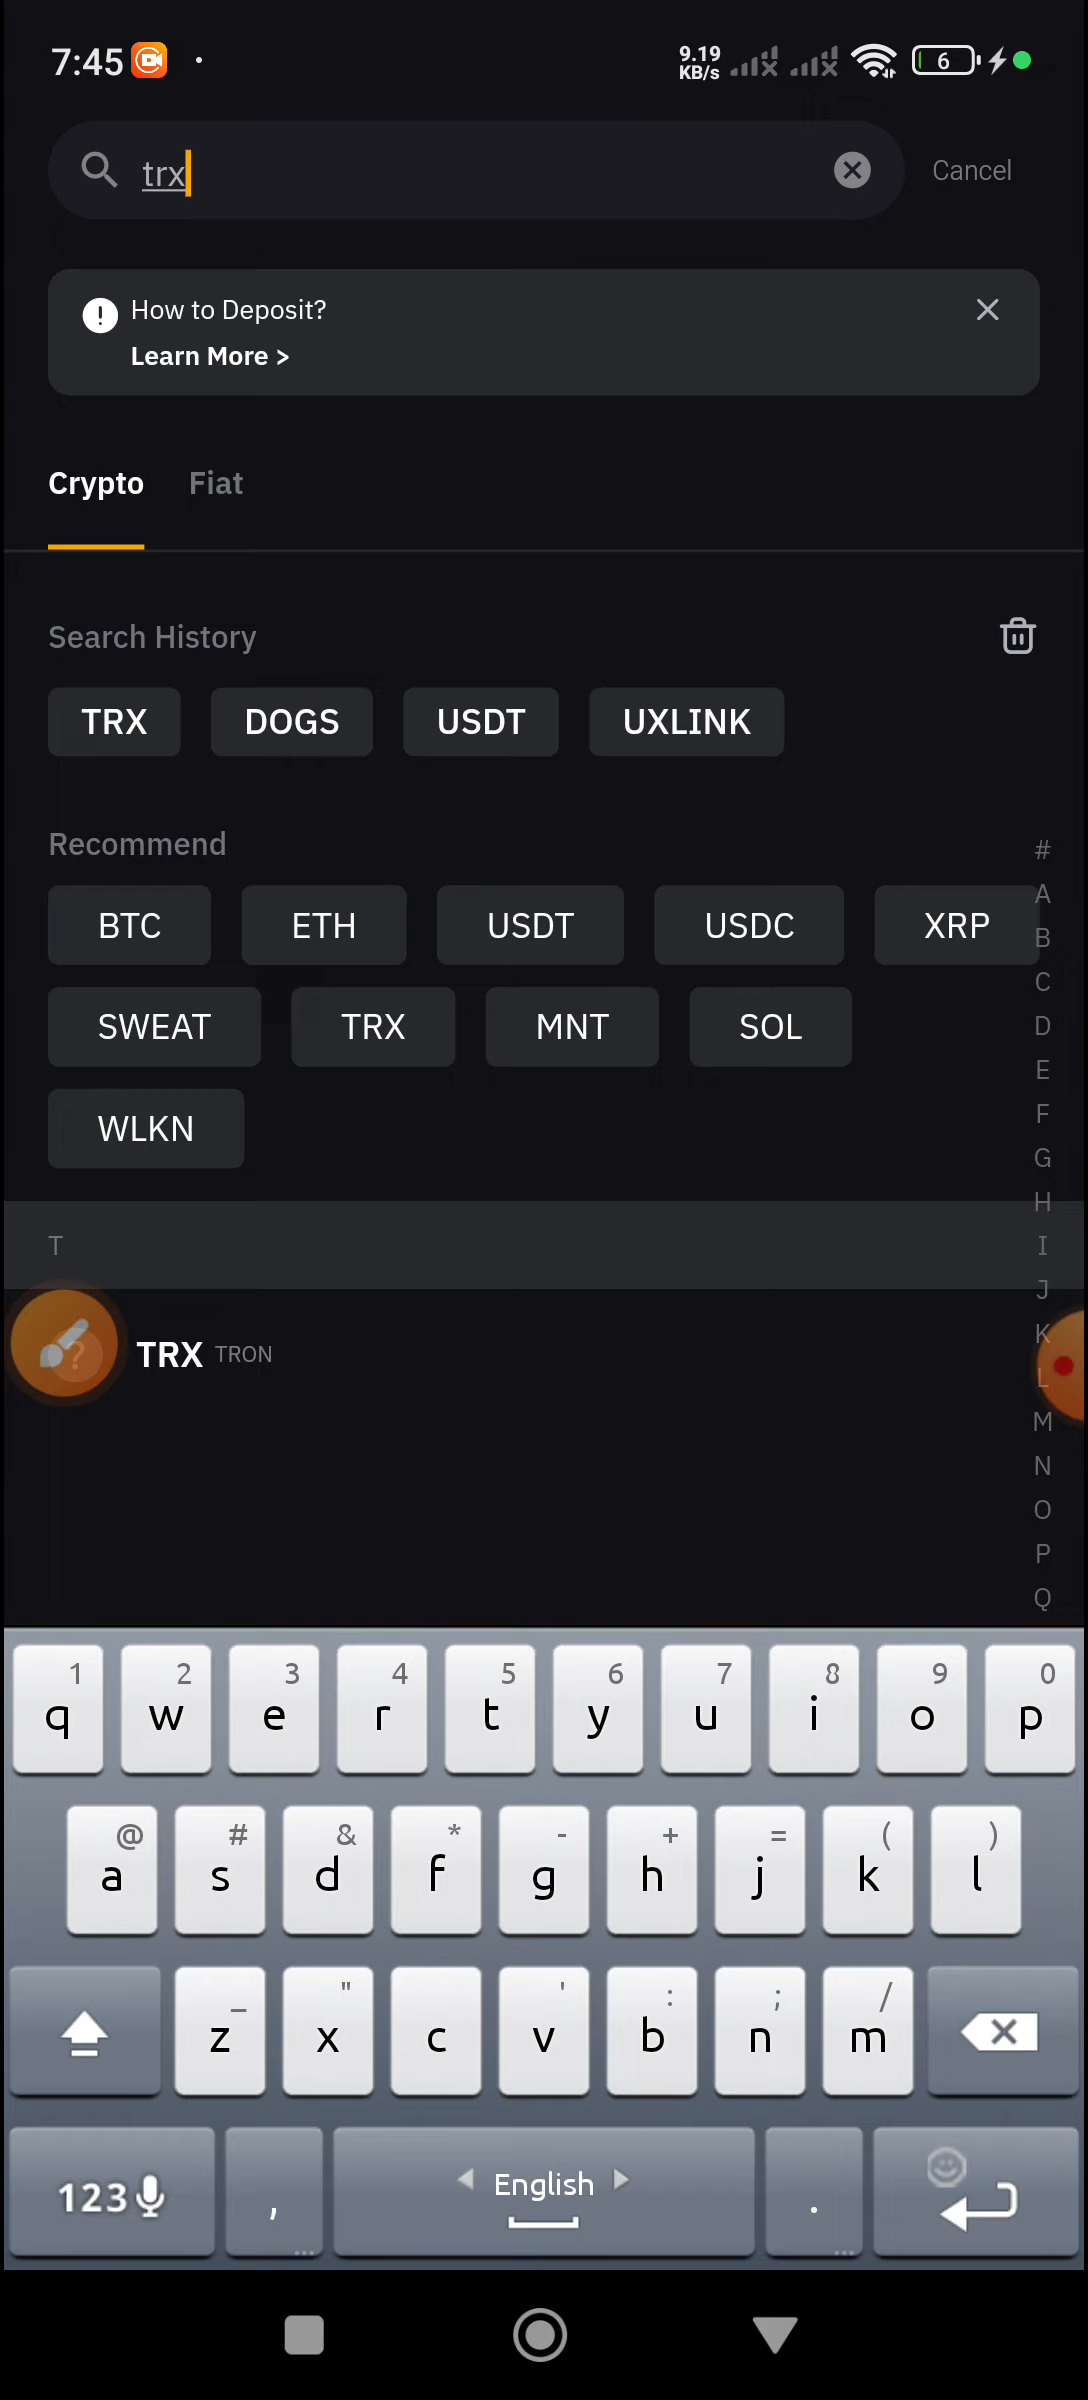 7:45
9.19
KB/s
6
trx
Cancel
How to Deposit?
Learn More >
Crypto Fiat
Search History
TRX DOGS USDT UXLINK
Recommend
#
A
BTC ETH USDT USDC XRP
B
C
SWEAT TRX MNT SOL
D
E
F
WLKN
G
H
T
I
J
K
TRX TRON
?
L
M
N
O
P
Q
1 2 3 4 5 6 7 8 9 0
q w e r t y u i o p
@ # & * - + = ( )
a s d f g h j k l
_ " ' : ; /
z x c v b n m
123 , English . 
... ...